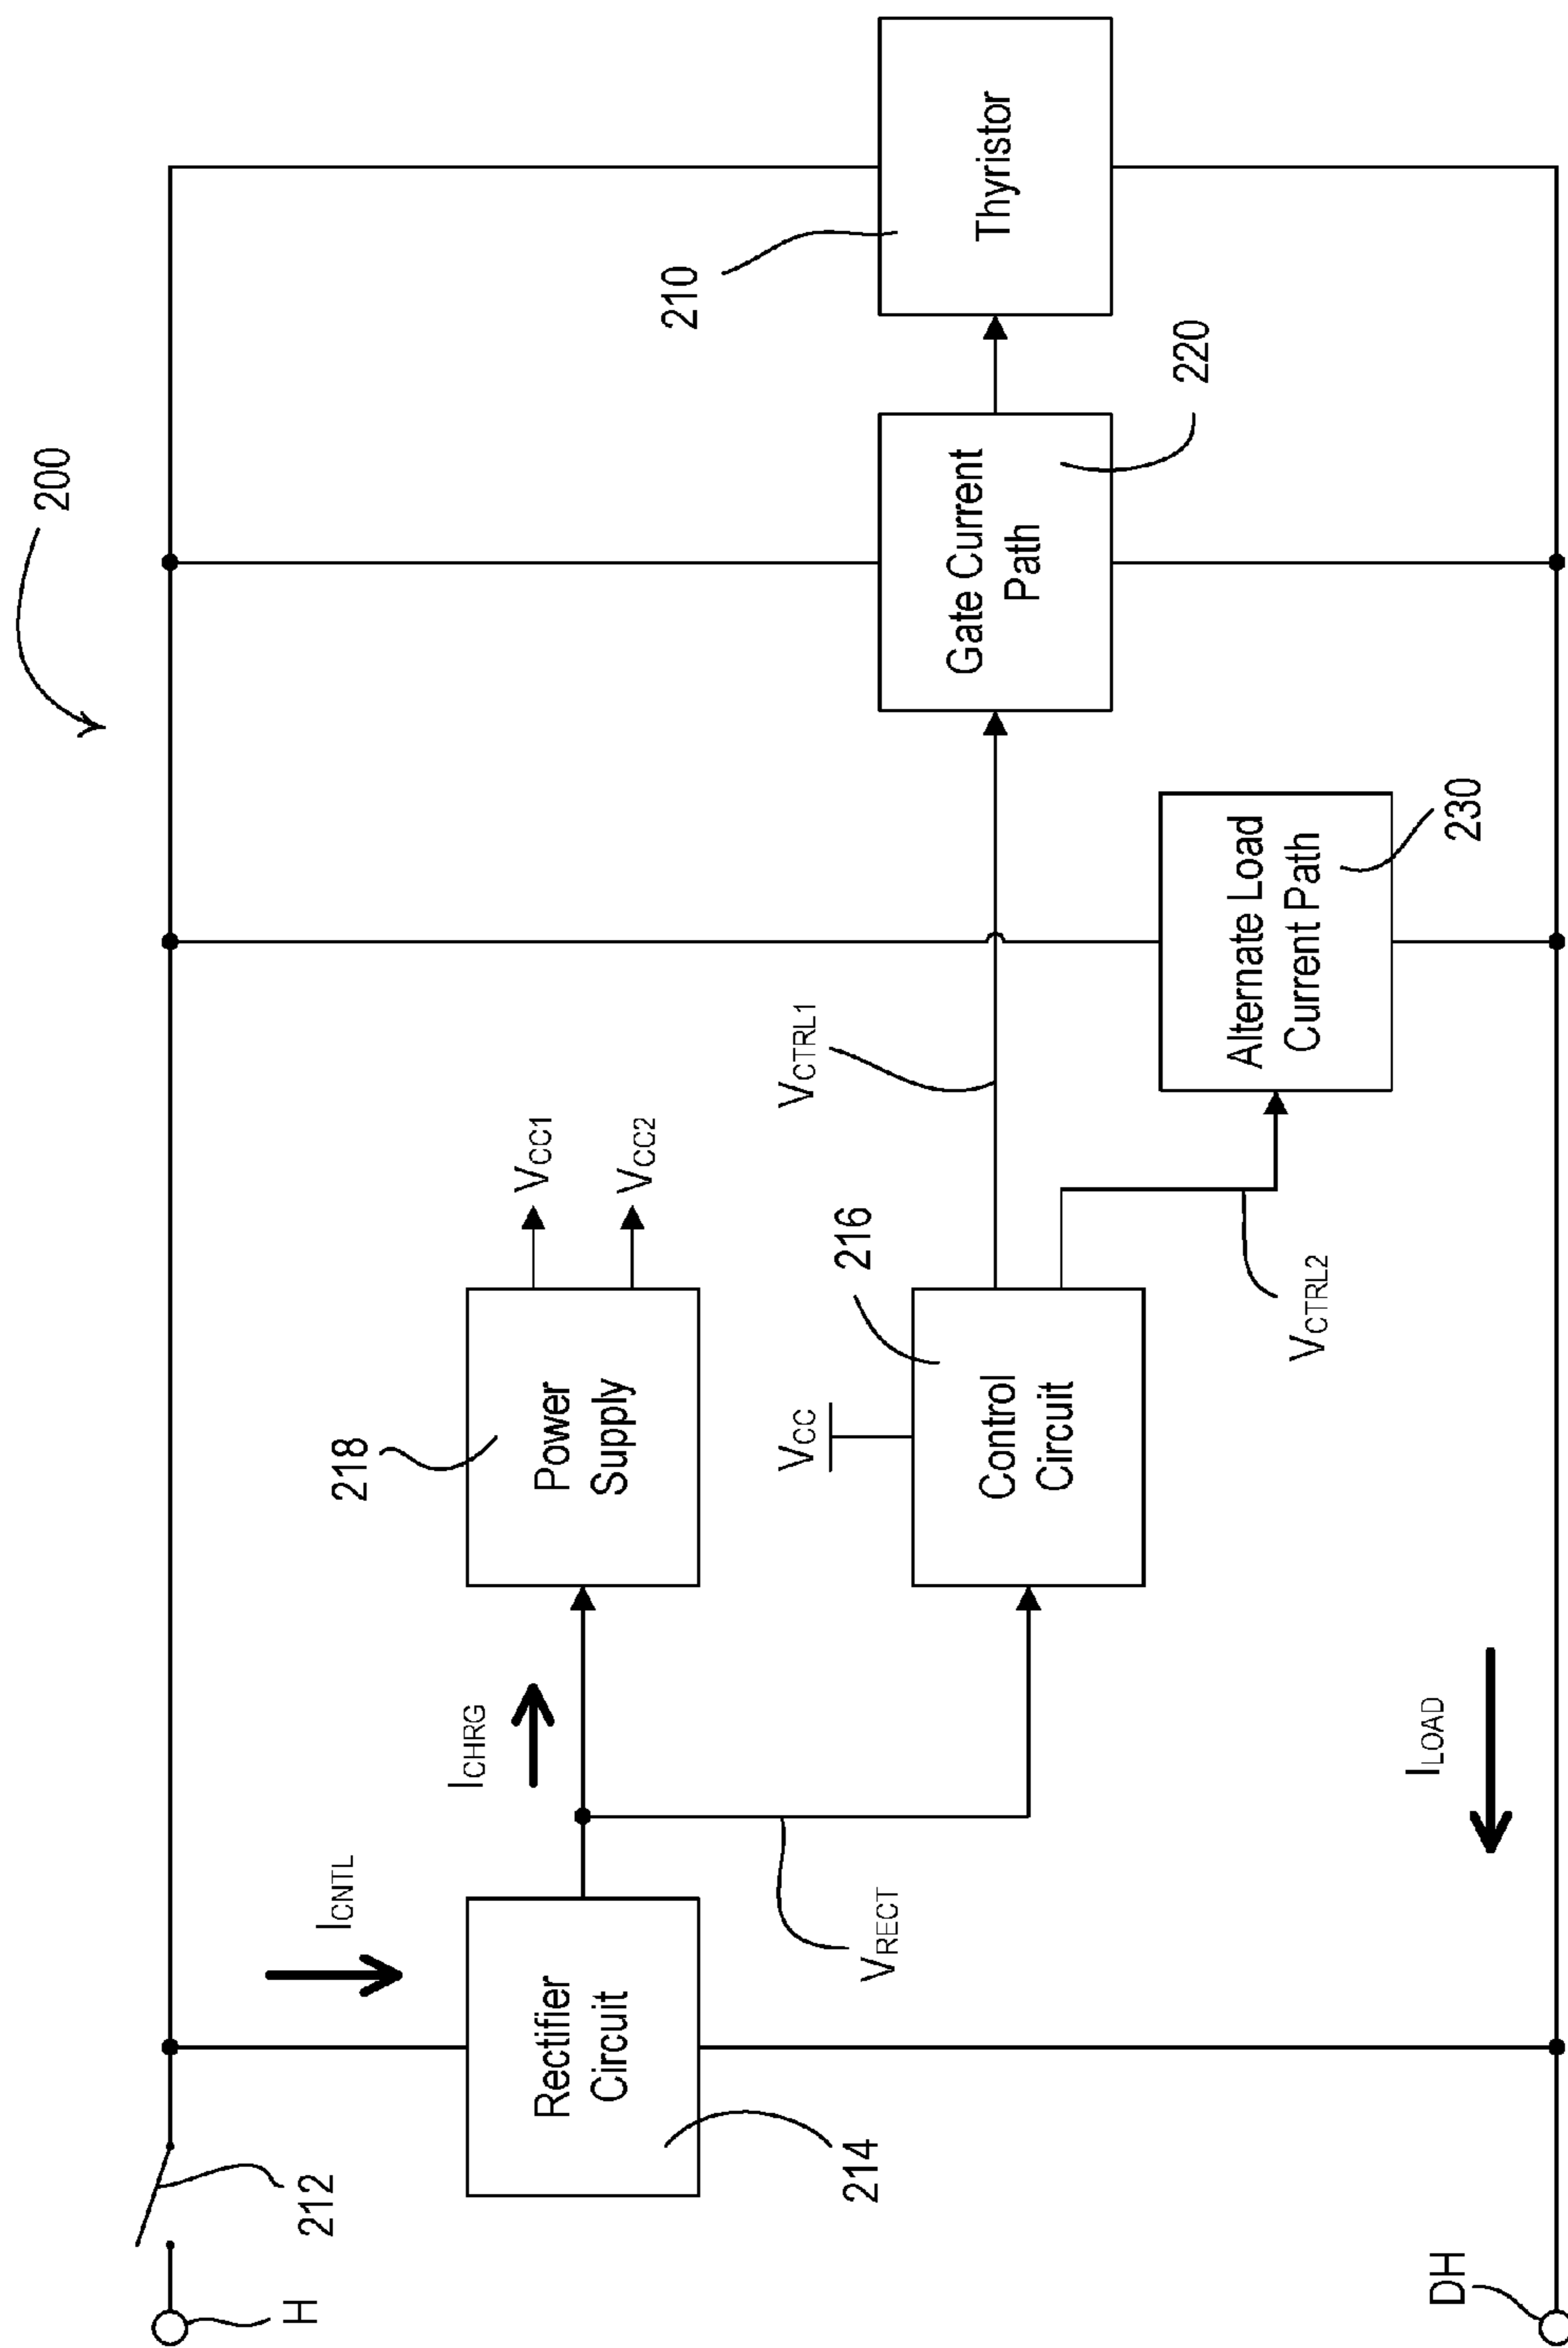 200
H
212
ICNTL
Rectifier
Circuit
214
ICHRG
VRECT
218
Power
Supply
VCC1
VCC2
VCC
216
Control
Circuit
VCTRL1
VCTRL2
Alternate Load
Current Path
230
Gate Current
Path
220
210
Thyristor
ILOAD
DH